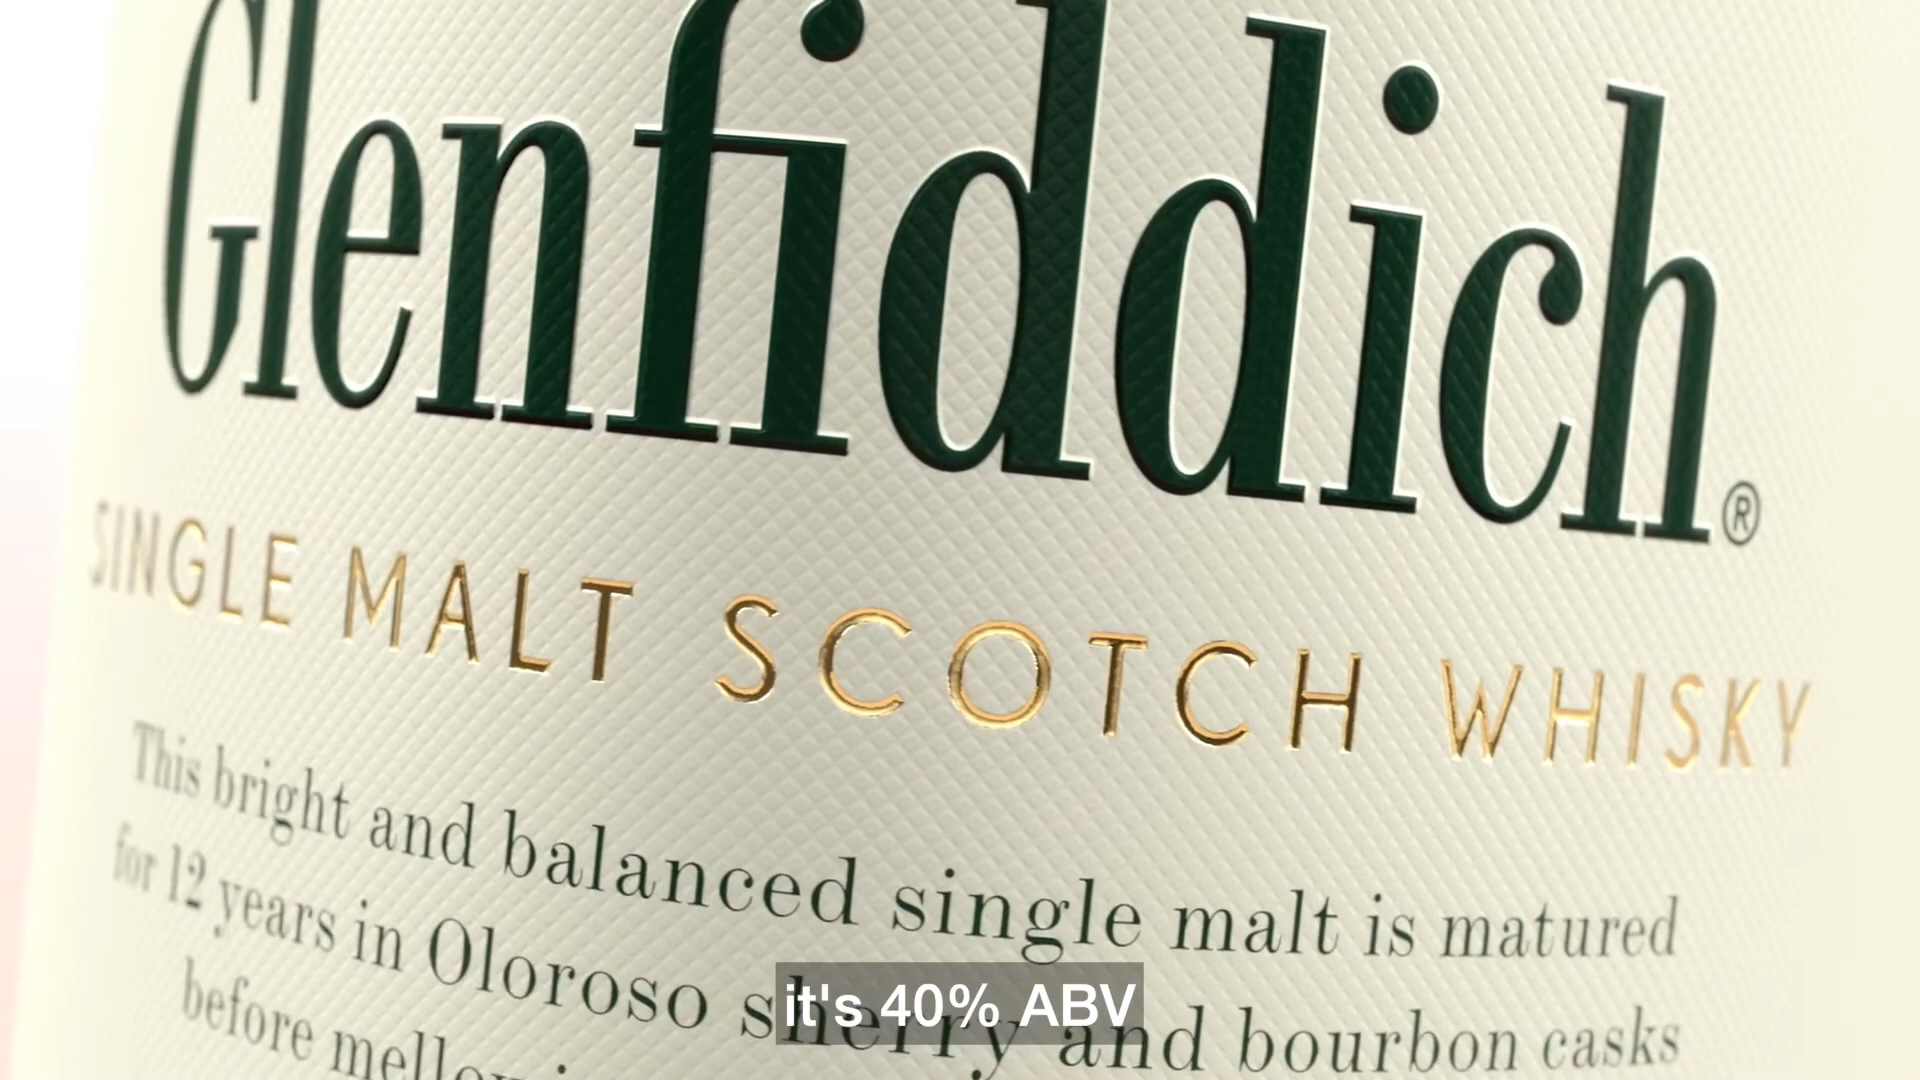 Glenfiddich®
SINGLE MALT SCOTCH WHISKY
This bright and balanced single malt is matured
for 12 years in Oloroso sherry and bourbon casks
before
it's 40% ABV